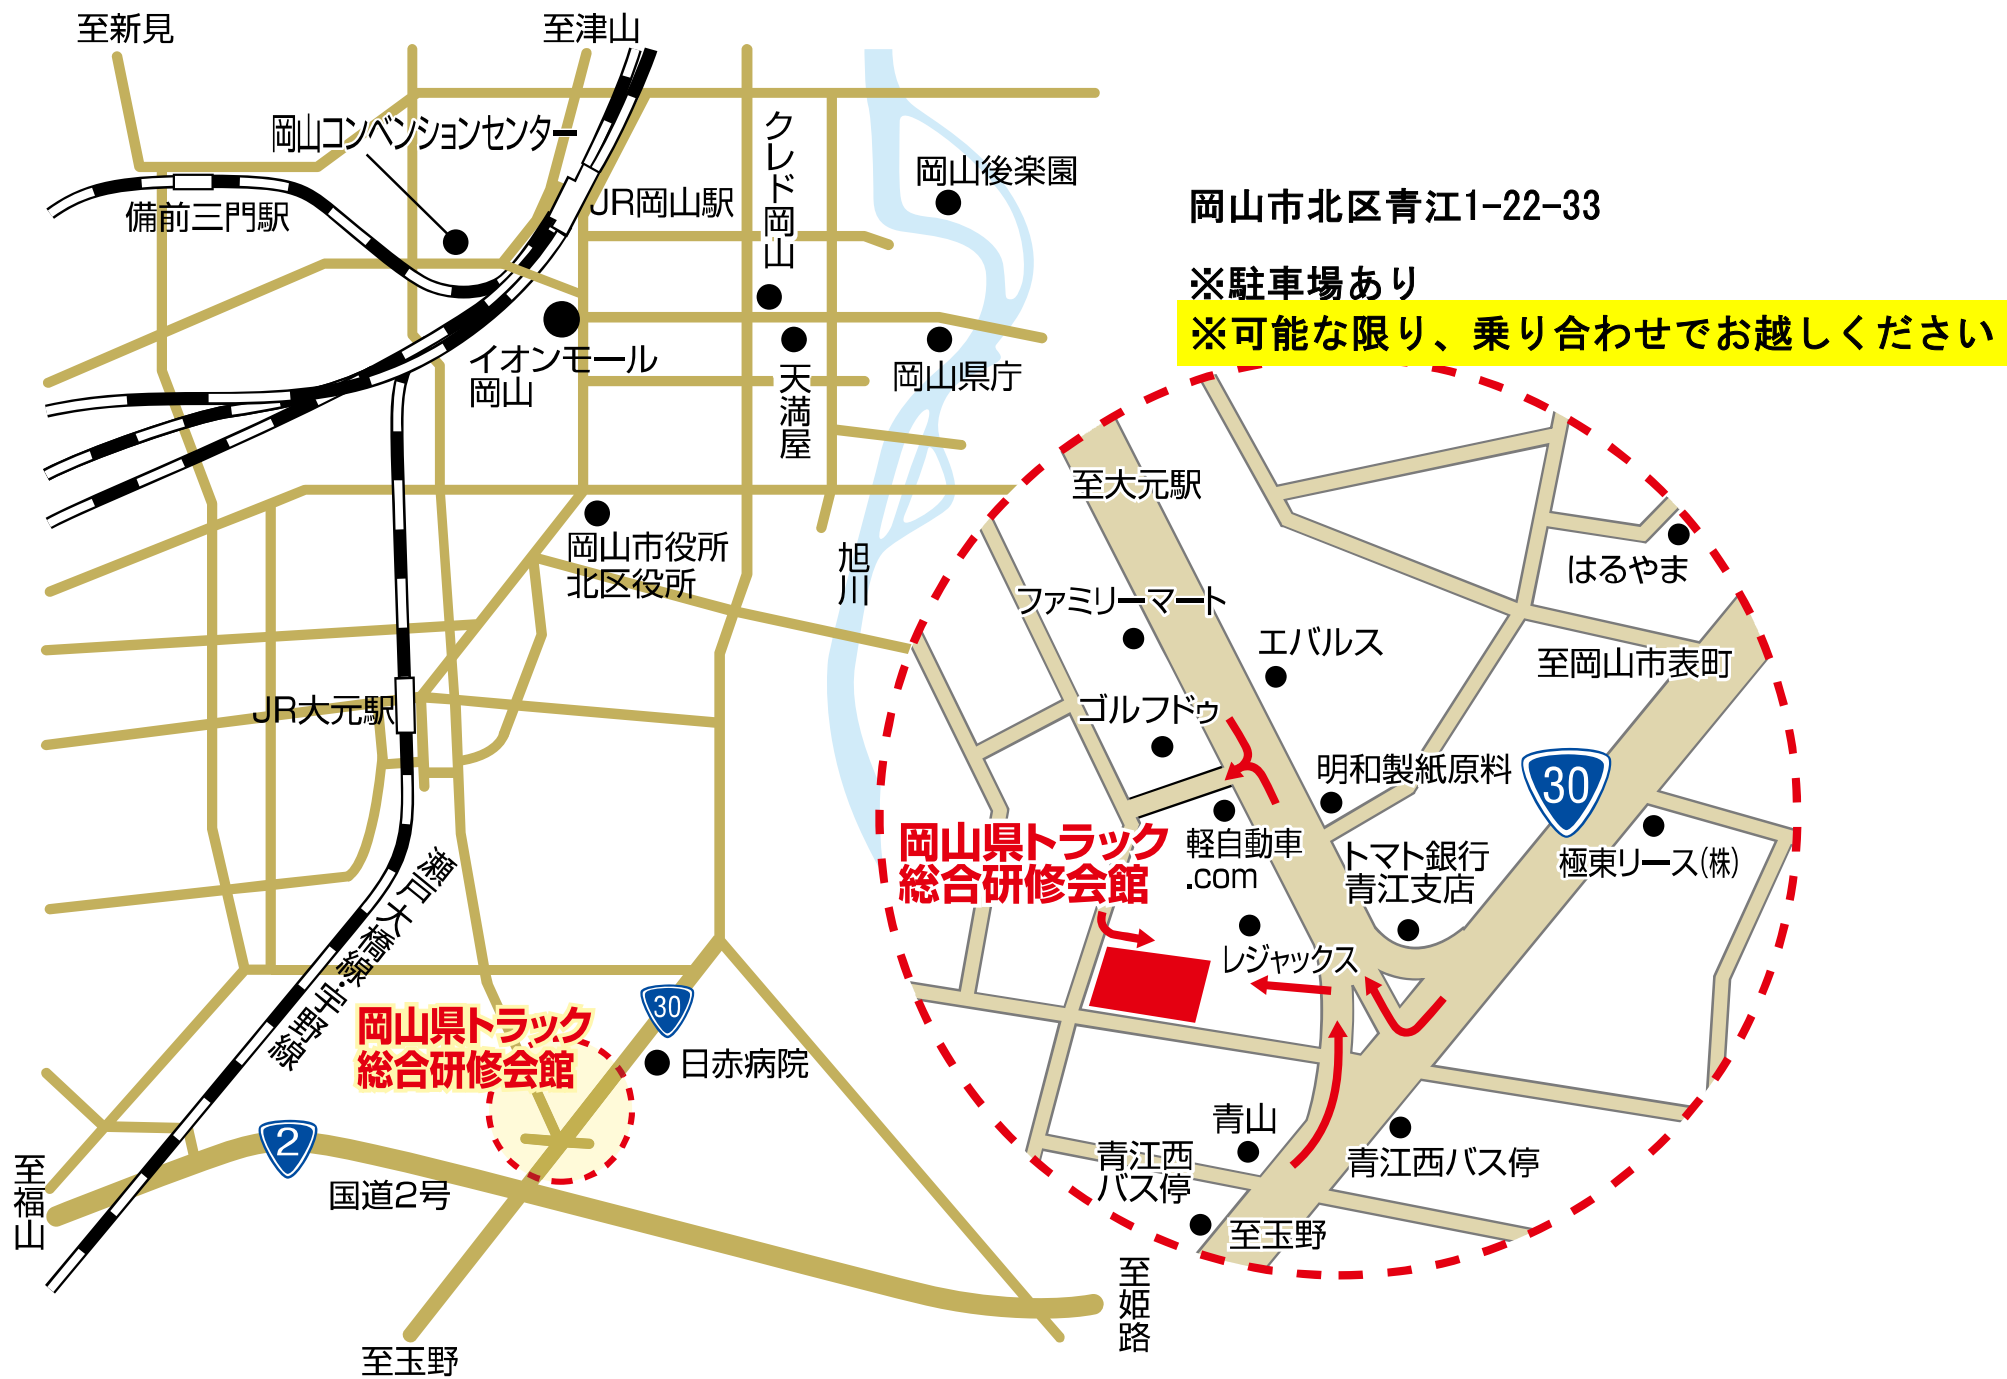 至新見
至津山
岡山コンベンションセンター
クレド岡山
岡山後楽園
備前三門駅
JR岡山駅
岡山市北区青江1-22-33
※駐車場あり
※可能な限り、乗り合わせでお越しください
イオンモール
岡山
天満屋
岡山県庁
岡山市役所
北区役所
旭川
JR大元駅
瀬戸大橋線・宇野線
岡山県トラック
総合研修会館
30
日赤病院
2
国道2号
至福山
至玉野
至姫路
至大元駅
はるやま
ファミリーマート
エバルス
至岡山市表町
ゴルフドゥ
明和製紙原料
30
岡山県トラック
総合研修会館
軽自動車
.com
トマト銀行
青江支店
極東リース(株)
レジャックス
青山
青江西
バス停
青江西バス停
至玉野